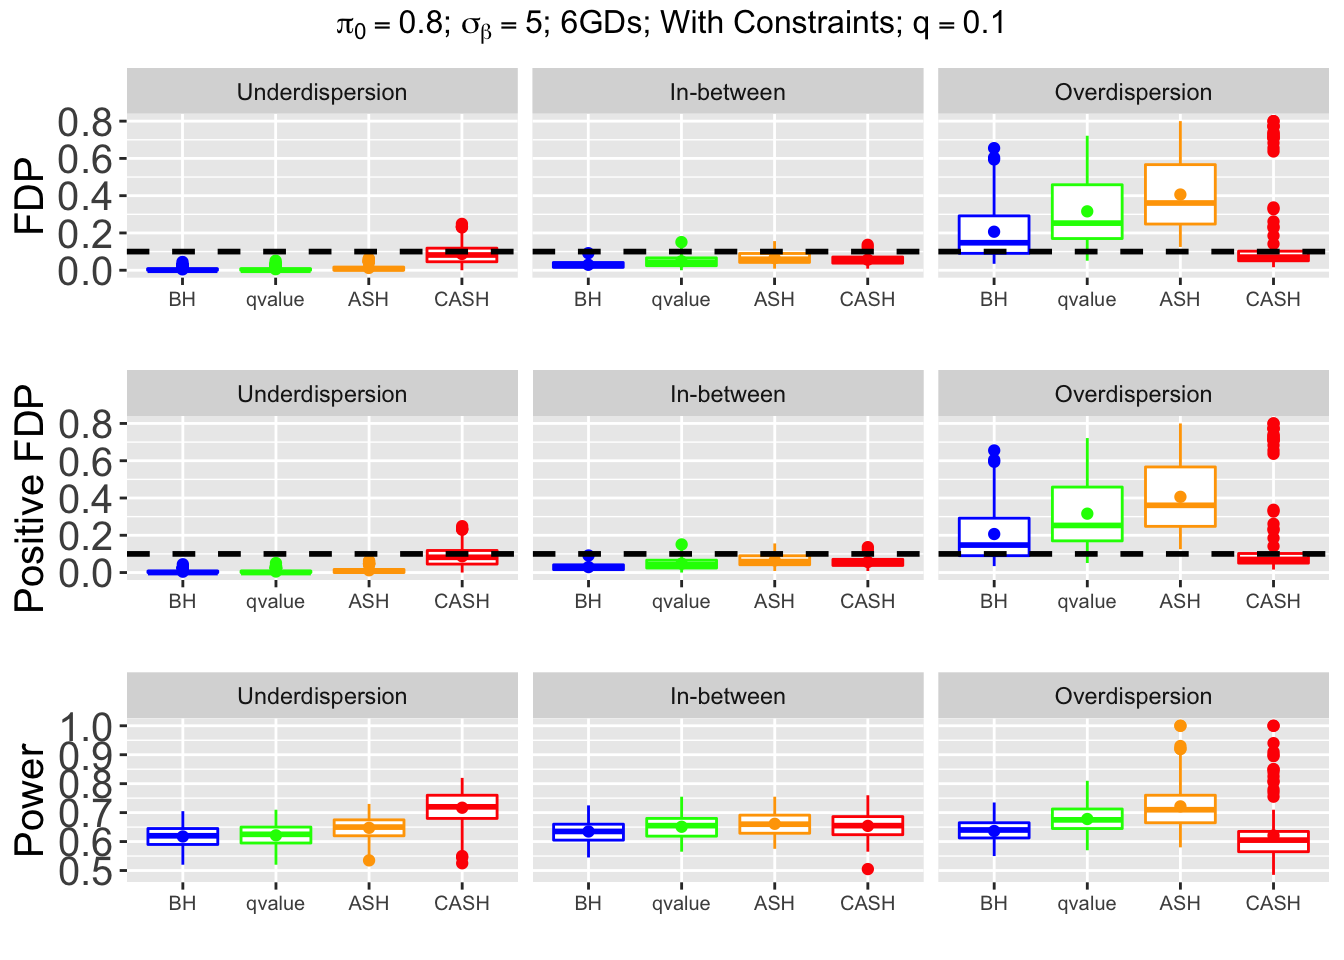 π0 = 0.8; σβ = 5; 6GDs; With Constraints; q = 0.1
Underdispersion In-between Overdispersion
FDP
0.8
0.6
0.4
0.2
0.0
BH qvalue ASH CASH BH qvalue ASH CASH BH qvalue ASH CASH
Underdispersion In-between Overdispersion
Positive FDP
0.8
0.6
0.4
0.2
0.0
BH qvalue ASH CASH BH qvalue ASH CASH BH qvalue ASH CASH
Underdispersion In-between Overdispersion
Power
1.0
0.9
0.8
0.7
0.6
0.5
BH qvalue ASH CASH BH qvalue ASH CASH BH qvalue ASH CASH